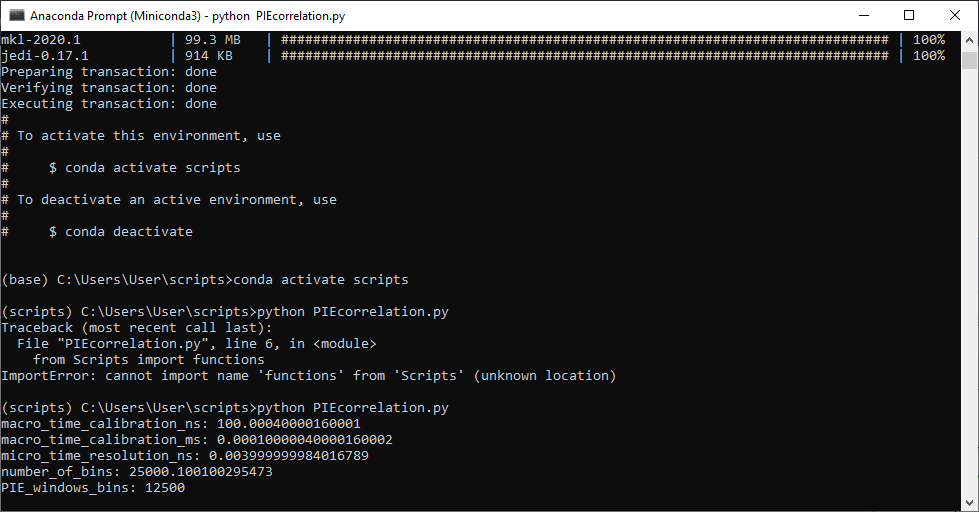 Anaconda Prompt (Miniconda3) - python  PIEcorrelation.py
mkl-2020.1           | 99.3 MB   | ############################################################################ | 100%
jedi-0.17.1          | 914 KB    | ############################################################################ | 100%
Preparing transaction: done
Verifying transaction: done
Executing transaction: done
#
# To activate this environment, use
#
#     $ conda activate scripts
#
# To deactivate an active environment, use
#
#     $ conda deactivate
(base) C:\Users\User\scripts>conda activate scripts
(scripts) C:\Users\User\scripts>python PIEcorrelation.py
Traceback (most recent call last):
  File "PIEcorrelation.py", line 6, in <module>
    from Scripts import functions
ImportError: cannot import name 'functions' from 'Scripts' (unknown location)
(scripts) C:\Users\User\scripts>python PIEcorrelation.py
macro_time_calibration_ns: 100.00040000160001
macro_time_calibration_ms: 0.00010000040000160002
micro_time_resolution_ns: 0.003999999984016789
number_of_bins: 25000.100100295473
PIE_windows_bins: 12500